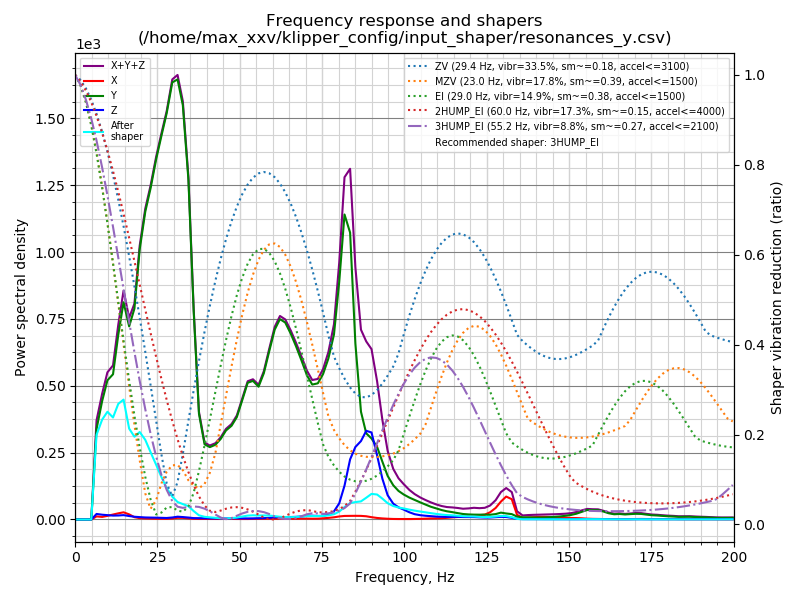 Frequency response and shapers
(/home/max_xxv/klipper_config/input_shaper/resonances_y.csv)
1e3
X+Y+Z
X
Y
Z
After
shaper
ZV (29.4 Hz, vibr=33.5%, sm~=0.18, accel<=3100)
MZV (23.0 Hz, vibr=17.8%, sm~=0.39, accel<=1500)
EI (29.0 Hz, vibr=14.9%, sm~=0.38, accel<=1500)
2HUMP_EI (60.0 Hz, vibr=17.3%, sm~=0.15, accel<=4000)
3HUMP_EI (55.2 Hz, vibr=8.8%, sm~=0.27, accel<=2100)
Recommended shaper: 3HUMP_EI
Power spectral density
1.50
1.25
1.00
0.75
0.50
0.25
0.00
1.0
0.8
0.6
0.4
0.2
0.0
Shaper vibration reduction (ratio)
0 25 50 75 100 125 150 175 200
Frequency, Hz